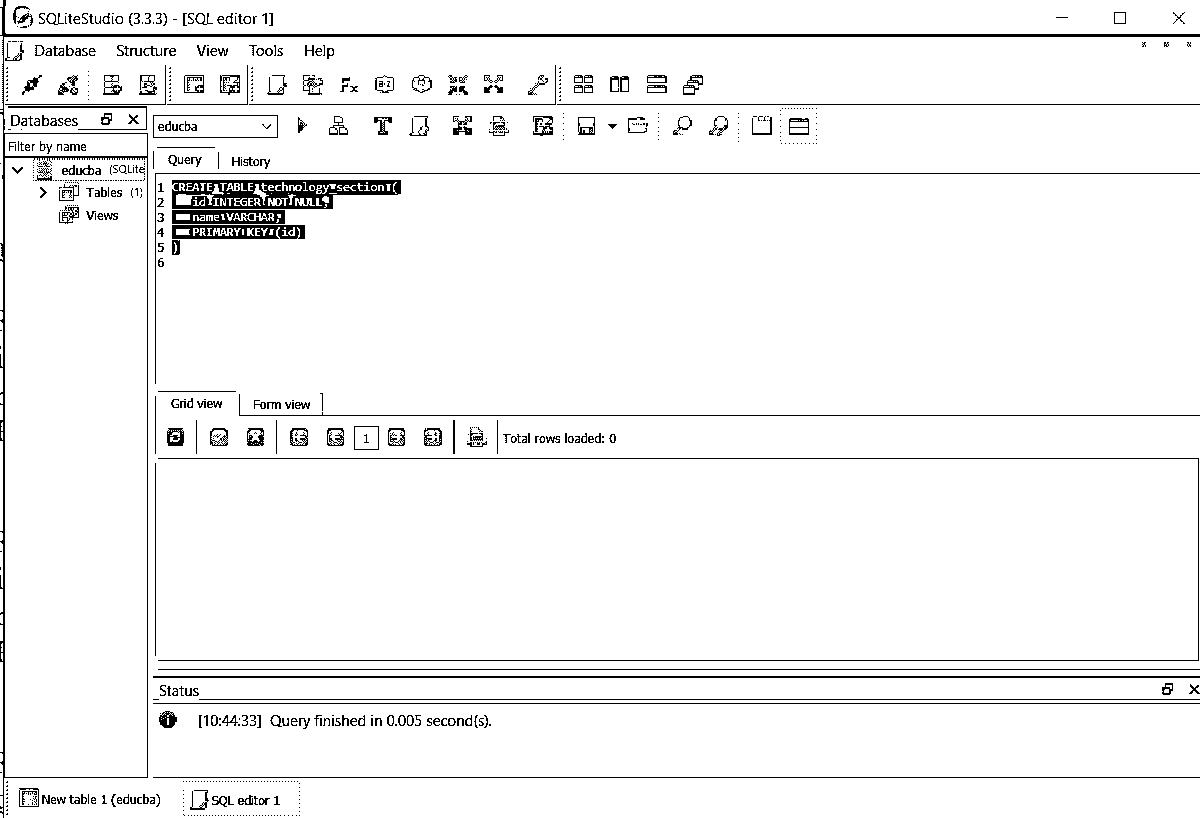 SQLiteStudio (3.3.3) - [SQL editor 1]
Database Structure View Tools Help
Databases
educba
Filter by name
educba (SQLite
Tables (1)
Views
Query History
1 CREATE TABLE technology section (
2 id INTEGER NOT NULL,
3 name VARCHAR,
4 PRIMARY KEY (id)
5 )
6
Grid view Form view
1 Total rows loaded: 0
Status
[10:44:33] Query finished in 0.005 second(s).
New table 1 (educba) SQL editor 1